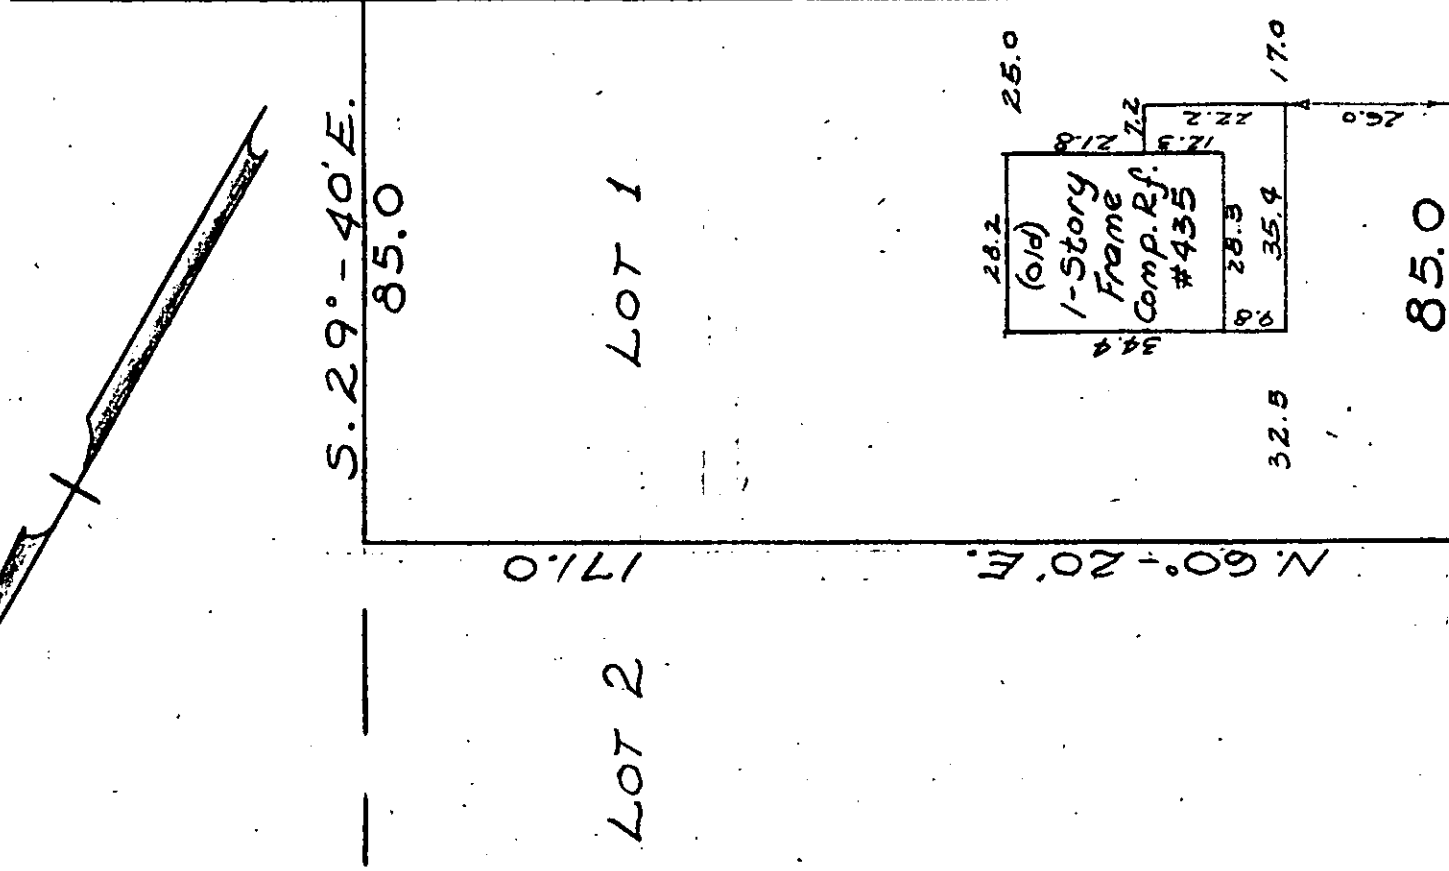 S. 29°-40' E.
85.0
LOT 1
25.0
17.0
28.2
21.8
7.2
12.3
22.2
26.0
(Old)
1-Story
Frame
Comp. Rf.
#435
34.4
28.3
9.8
35.4
32.5
85.0
171.0
N. 60°-20' E.
LOT 2